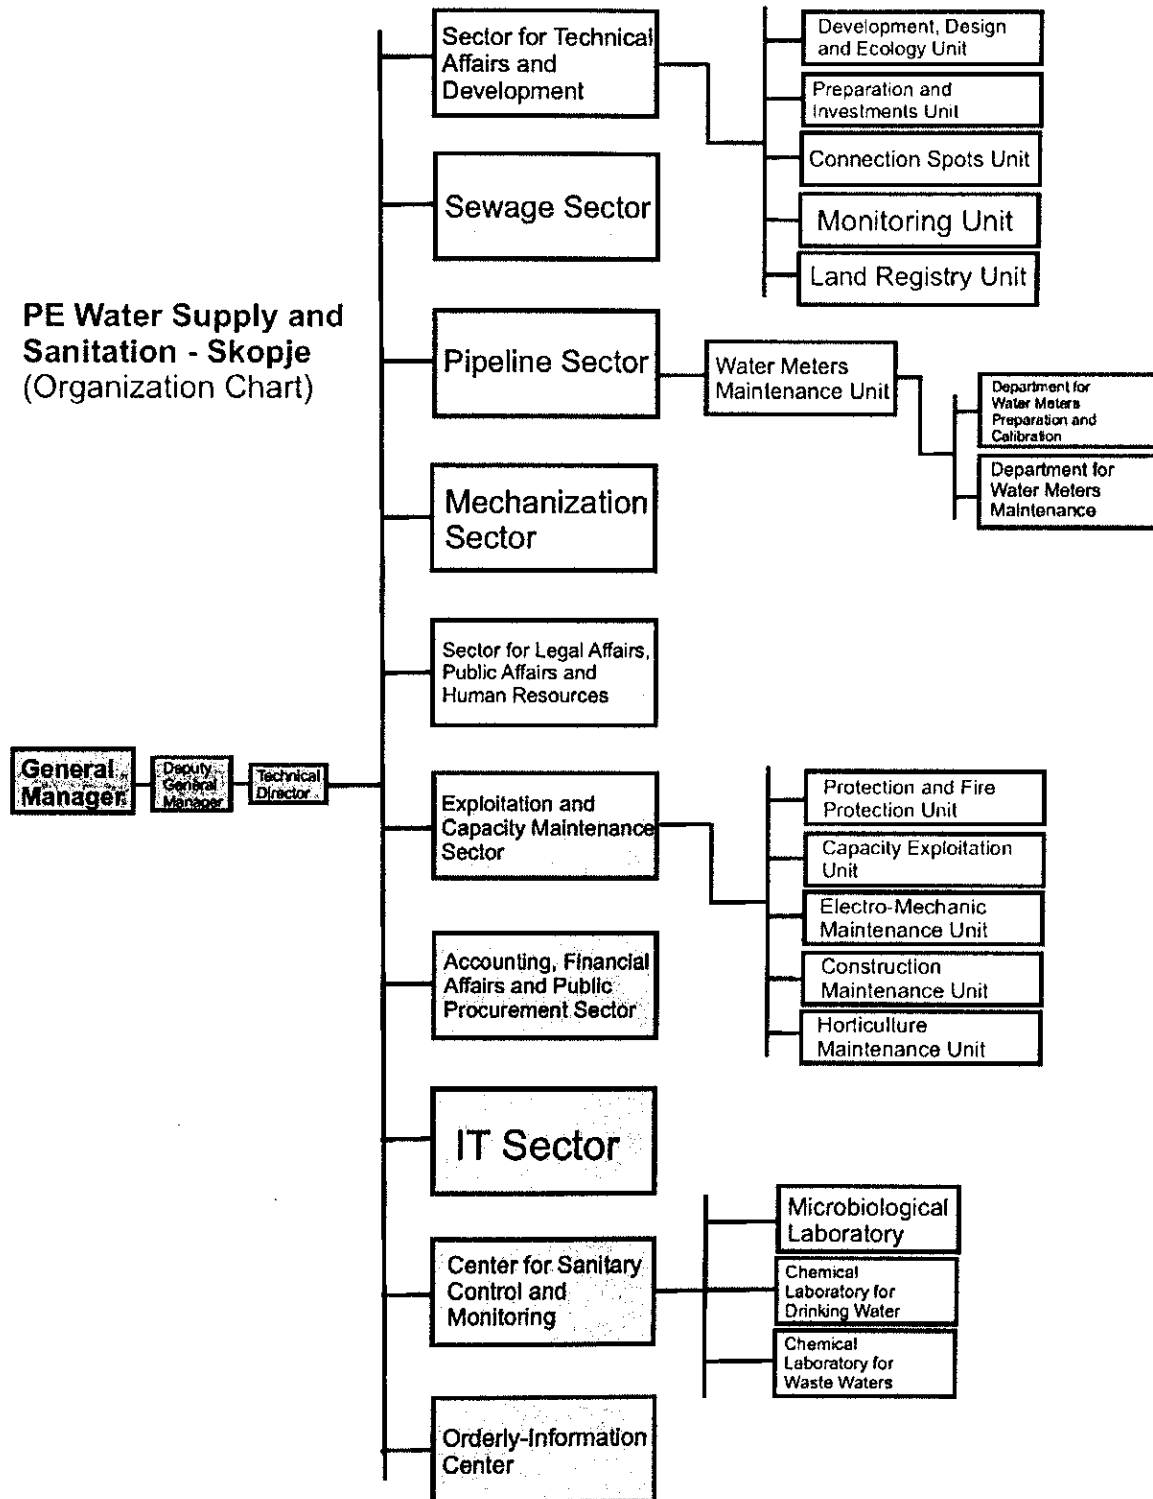 Sector for Technical
Affairs and
Development
Development, Design
and Ecology Unit
Preparation and
Investments Unit
Connection Spots Unit
Monitoring Unit
Land Registry Unit
Sewage Sector
PE Water Supply and
Sanitation - Skopje
(Organization Chart)
Pipeline Sector
Water Meters
Maintenance Unit
Department for
Water Meters
Preparation and
Calibration
Department for
Water Meters
Maintenance
Mechanization
Sector
Sector for Legal Affairs,
Public Affairs and
Human Resources
General
Manager
Deputy
General
Manager
Technical
Director
Exploitation and
Capacity Maintenance
Sector
Protection and Fire
Protection Unit
Capacity Exploitation
Unit
Electro-Mechanic
Maintenance Unit
Construction
Maintenance Unit
Horticulture
Maintenance Unit
Accounting, Financial
Affairs and Public
Procurement Sector
IT Sector
Center for Sanitary
Control and
Monitoring
Microbiological
Laboratory
Chemical
Laboratory for
Drinking Water
Chemical
Laboratory for
Waste Waters
Orderly-Information
Center